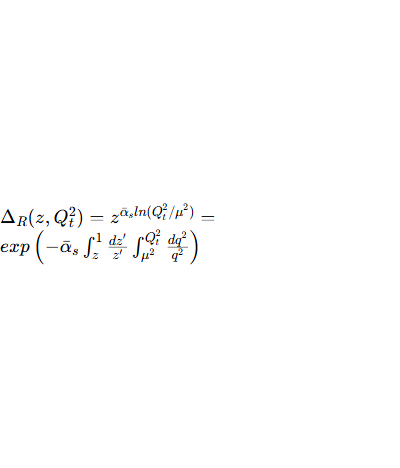 Δ_R(z, Q_t^2) = z^{ᾱ_s ln(Q_t^2/μ^2)} =
exp(−ᾱ_s ∫_z^1 dz′/z′ ∫_{μ^2}^{Q_t^2} dq^2/q^2)